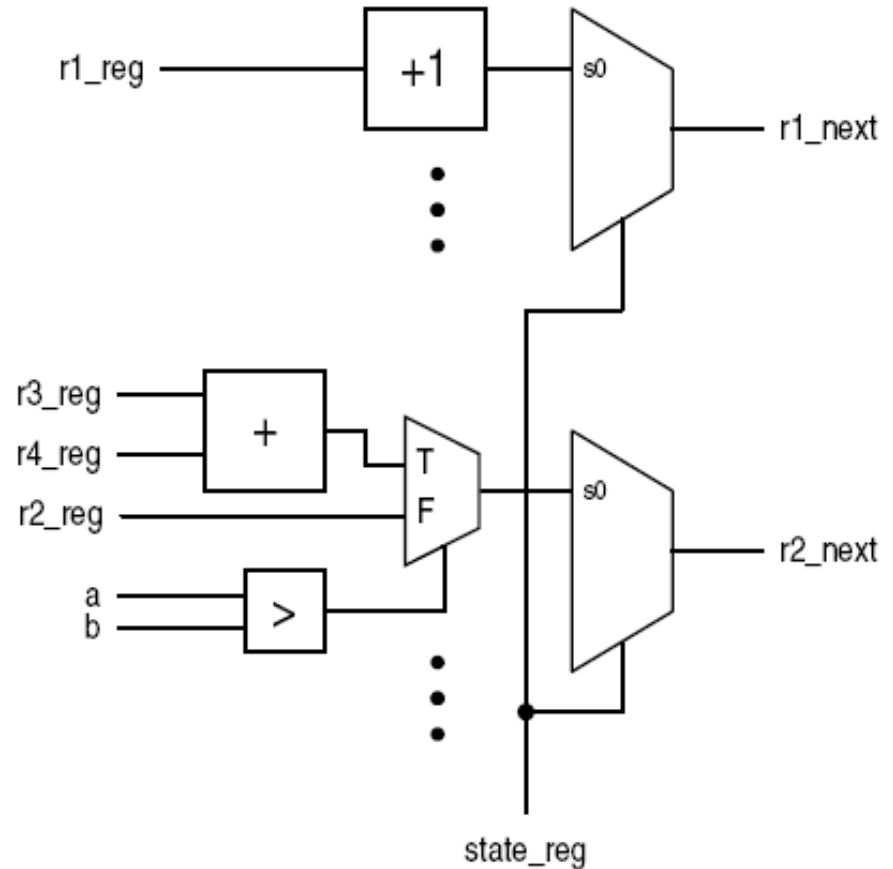 r1_reg
+1
s0
r1_next
r3_reg
+
r4_reg
T
r2_reg
F
s0
r2_next
a
>
b
state_reg